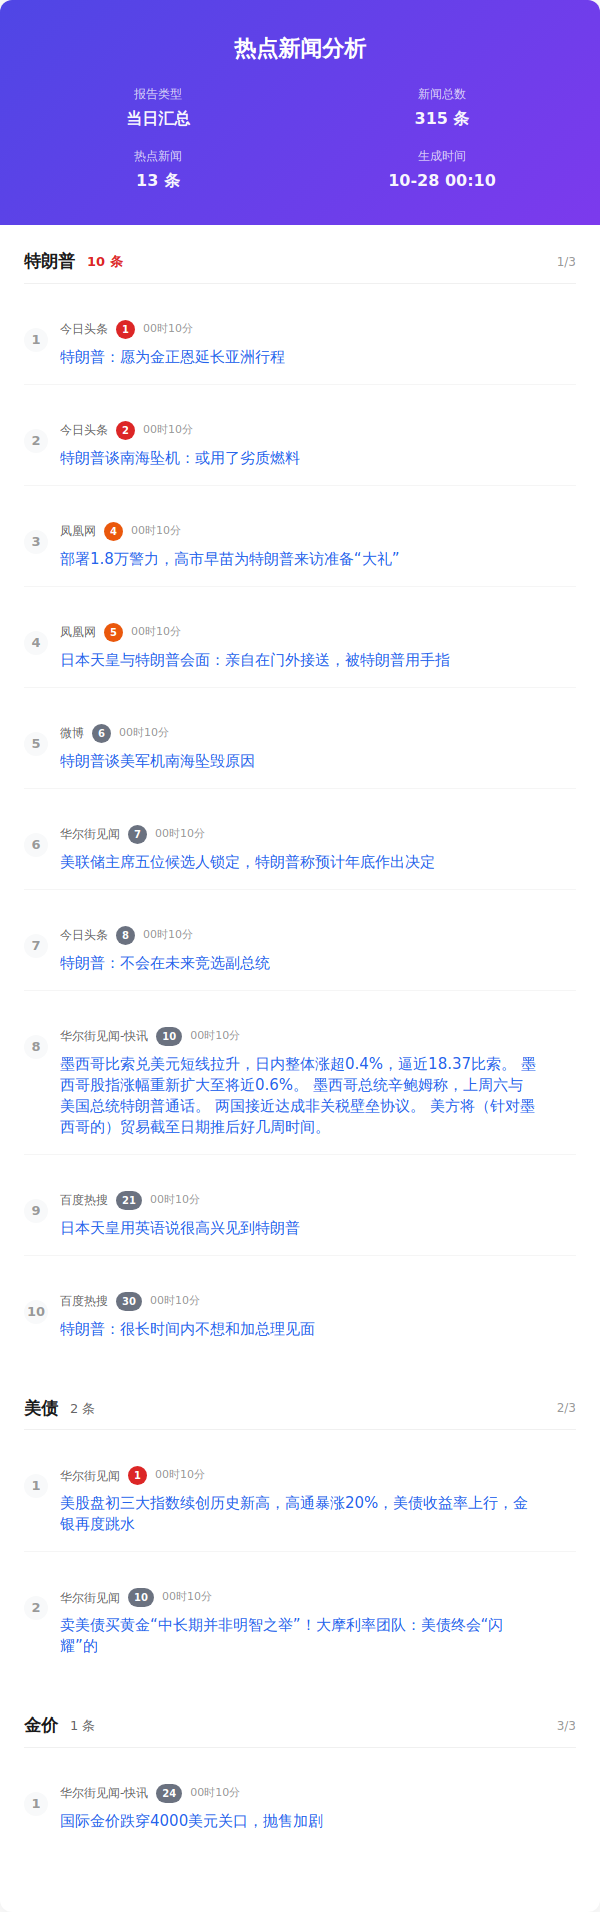 热点新闻分析
报告类型
当日汇总
新闻总数
315 条
热点新闻
13 条
生成时间
10-28 00:10
特朗普 10 条 1/3
1 今日头条 1 00时10分
特朗普：愿为金正恩延长亚洲行程
2 今日头条 2 00时10分
特朗普谈南海坠机：或用了劣质燃料
3 凤凰网 4 00时10分
部署1.8万警力，高市早苗为特朗普来访准备“大礼”
4 凤凰网 5 00时10分
日本天皇与特朗普会面：亲自在门外接送，被特朗普用手指
5 微博 6 00时10分
特朗普谈美军机南海坠毁原因
6 华尔街见闻 7 00时10分
美联储主席五位候选人锁定，特朗普称预计年底作出决定
7 今日头条 8 00时10分
特朗普：不会在未来竞选副总统
8 华尔街见闻-快讯 10 00时10分
墨西哥比索兑美元短线拉升，日内整体涨超0.4%，逼近18.37比索。 墨
西哥股指涨幅重新扩大至将近0.6%。 墨西哥总统辛鲍姆称，上周六与
美国总统特朗普通话。 两国接近达成非关税壁垒协议。 美方将（针对墨
西哥的）贸易截至日期推后好几周时间。
9 百度热搜 21 00时10分
日本天皇用英语说很高兴见到特朗普
10 百度热搜 30 00时10分
特朗普：很长时间内不想和加总理见面
美债 2 条 2/3
1 华尔街见闻 1 00时10分
美股盘初三大指数续创历史新高，高通暴涨20%，美债收益率上行，金
银再度跳水
2 华尔街见闻 10 00时10分
卖美债买黄金“中长期并非明智之举”！大摩利率团队：美债终会“闪
耀”的
金价 1 条 3/3
1 华尔街见闻-快讯 24 00时10分
国际金价跌穿4000美元关口，抛售加剧